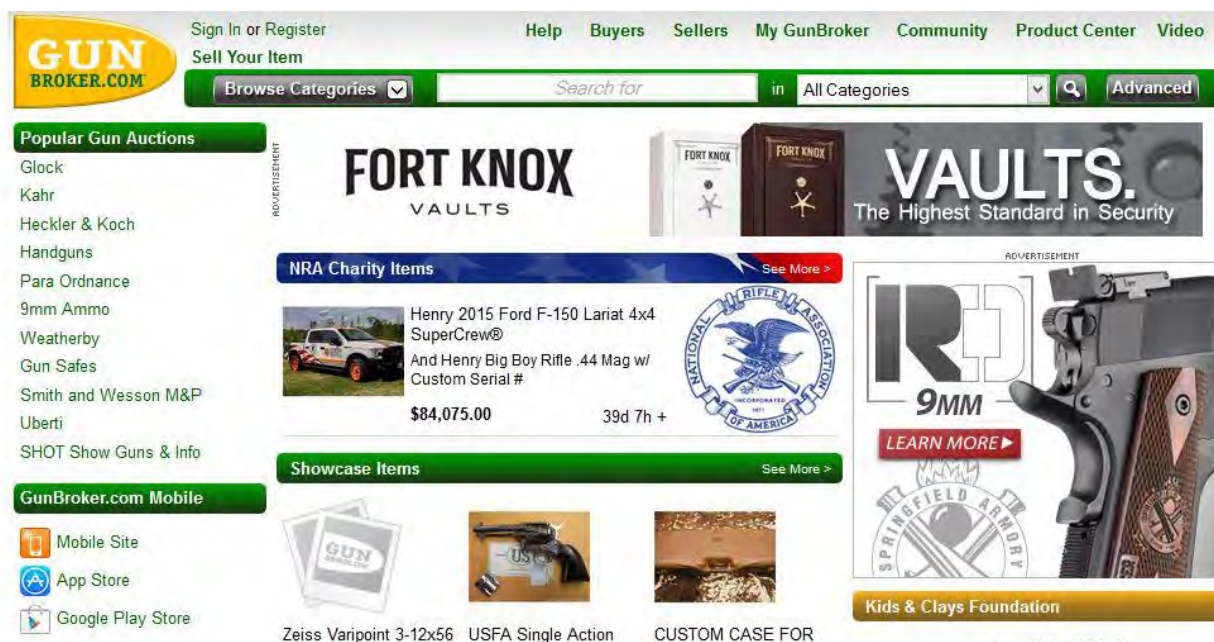 GUN
BROKER.COM
Sign In or Register
Sell Your Item
Help Buyers Sellers My GunBroker Community Product Center Video
Browse Categories Search for in All Categories Advanced
Popular Gun Auctions
Glock
Kahr
Heckler & Koch
Handguns
Para Ordnance
9mm Ammo
Weatherby
Gun Safes
Smith and Wesson M&P
Uberti
SHOT Show Guns & Info
GunBroker.com Mobile
Mobile Site
App Store
Google Play Store
ADVERTISEMENT
FORT KNOX
VAULTS
FORT KNOX
FORT KNOX
VAULTS.
The Highest Standard in Security
NRA Charity Items See More >
Henry 2015 Ford F-150 Lariat 4x4
SuperCrew®
And Henry Big Boy Rifle .44 Mag w/
Custom Serial #
$84,075.00 39d 7h +
NATIONAL RIFLE ASSOCIATION
INCORPORATED
1871
OF AMERICA
Showcase Items See More >
GUN
BROKER.COM
US
Zeiss Varipoint 3-12x56 USFA Single Action CUSTOM CASE FOR
ADVERTISEMENT
RO
9MM
LEARN MORE
SPRINGFIELD ARMORY
Kids & Clays Foundation